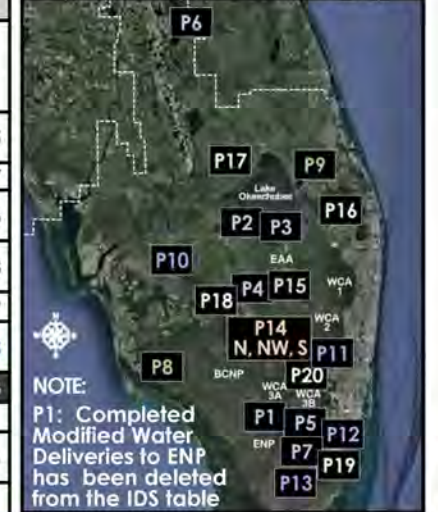 P6
P17
P9
Lake
Okeechobee
P16
P2 P3
EAA
P10
WCA
1
P4 P15
P18
WCA
2
P14
N, NW, S
P11
P8
BCNP
P20
WCA
3A
WCA
3B
N
NOTE:
P1: Completed
Modified Water
Deliveries to ENP
has been deleted
from the IDS table
P1 P5
P12
ENP
P7
P19
P13